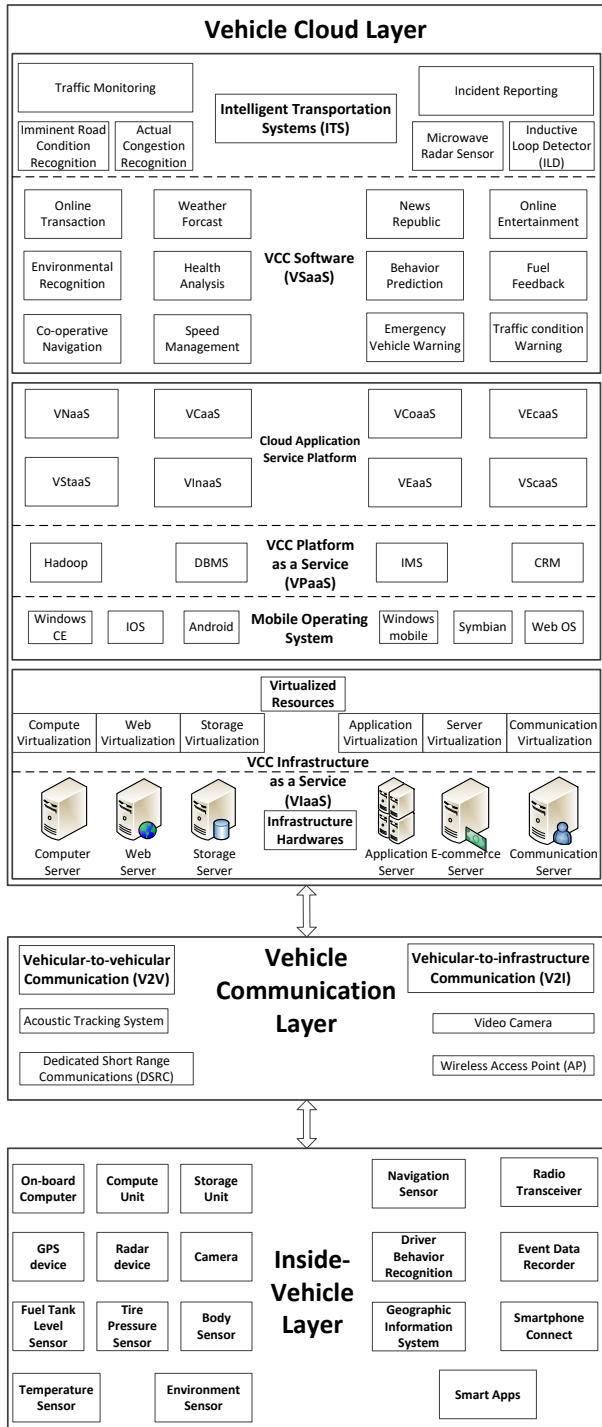 Vehicle Cloud Layer
Traffic Monitoring
Intelligent Transportation
Systems (ITS)
Incident Reporting
Imminent Road
Condition
Recognition
Actual
Congestion
Recognition
Microwave
Radar Sensor
Inductive
Loop Detector
(ILD)
Online
Transaction
Weather
Forcast
News
Republic
Online
Entertainment
VCC Software
(VSaaS)
Environmental
Recognition
Health
Analysis
Behavior
Prediction
Fuel
Feedback
Co-operative
Navigation
Speed
Management
Emergency
Vehicle Warning
Traffic condition
Warning
VNaaS
VCaaS
VCoaaS
VEcaaS
Cloud Application
Service Platform
VStaaS
VInaaS
VEaaS
VScaaS
VCC Platform
as a Service
(VPaaS)
Hadoop
DBMS
IMS
CRM
Windows
CE
IOS
Android
Mobile Operating
System
Windows
mobile
Symbian
Web OS
Virtualized
Resources
Compute
Virtualization
Web
Virtualization
Storage
Virtualization
Application
Virtualization
Server
Virtualization
Communication
Virtualization
VCC Infrastructure
as a Service
(VIaaS)
Infrastructure
Hardwares
Computer
Server
Web
Server
Storage
Server
Application
Server
E-commerce
Server
Communication
Server
Vehicular-to-vehicular
Communication (V2V)
Vehicle
Communication
Layer
Vehicular-to-infrastructure
Communication (V2I)
Acoustic Tracking System
Video Camera
Dedicated Short Range
Communications (DSRC)
Wireless Access Point (AP)
On-board
Computer
Compute
Unit
Storage
Unit
Navigation
Sensor
Radio
Transceiver
GPS
device
Radar
device
Camera
Inside-
Vehicle
Layer
Driver
Behavior
Recognition
Event Data
Recorder
Fuel Tank
Level
Sensor
Tire
Pressure
Sensor
Body
Sensor
Geographic
Information
System
Smartphone
Connect
Temperature
Sensor
Environment
Sensor
Smart Apps